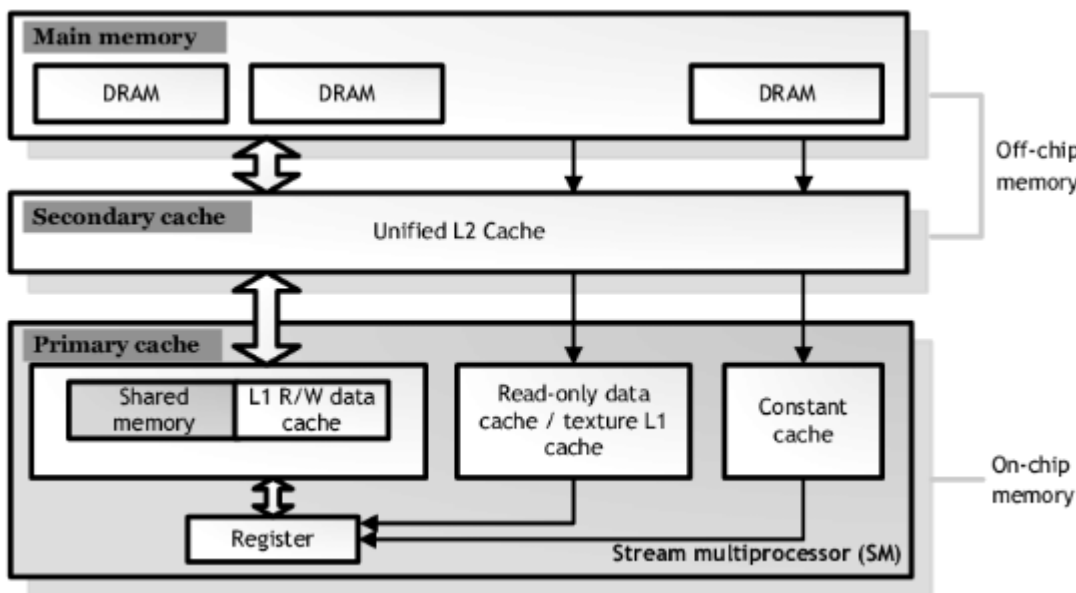 Main memory
DRAM
DRAM
DRAM
Off-chip
memory
Secondary cache
Unified L2 Cache
Primary cache
Shared
memory
L1 R/W data
cache
Read-only data
cache / texture L1
cache
Constant
cache
On-chip
memory
Register
Stream multiprocessor (SM)